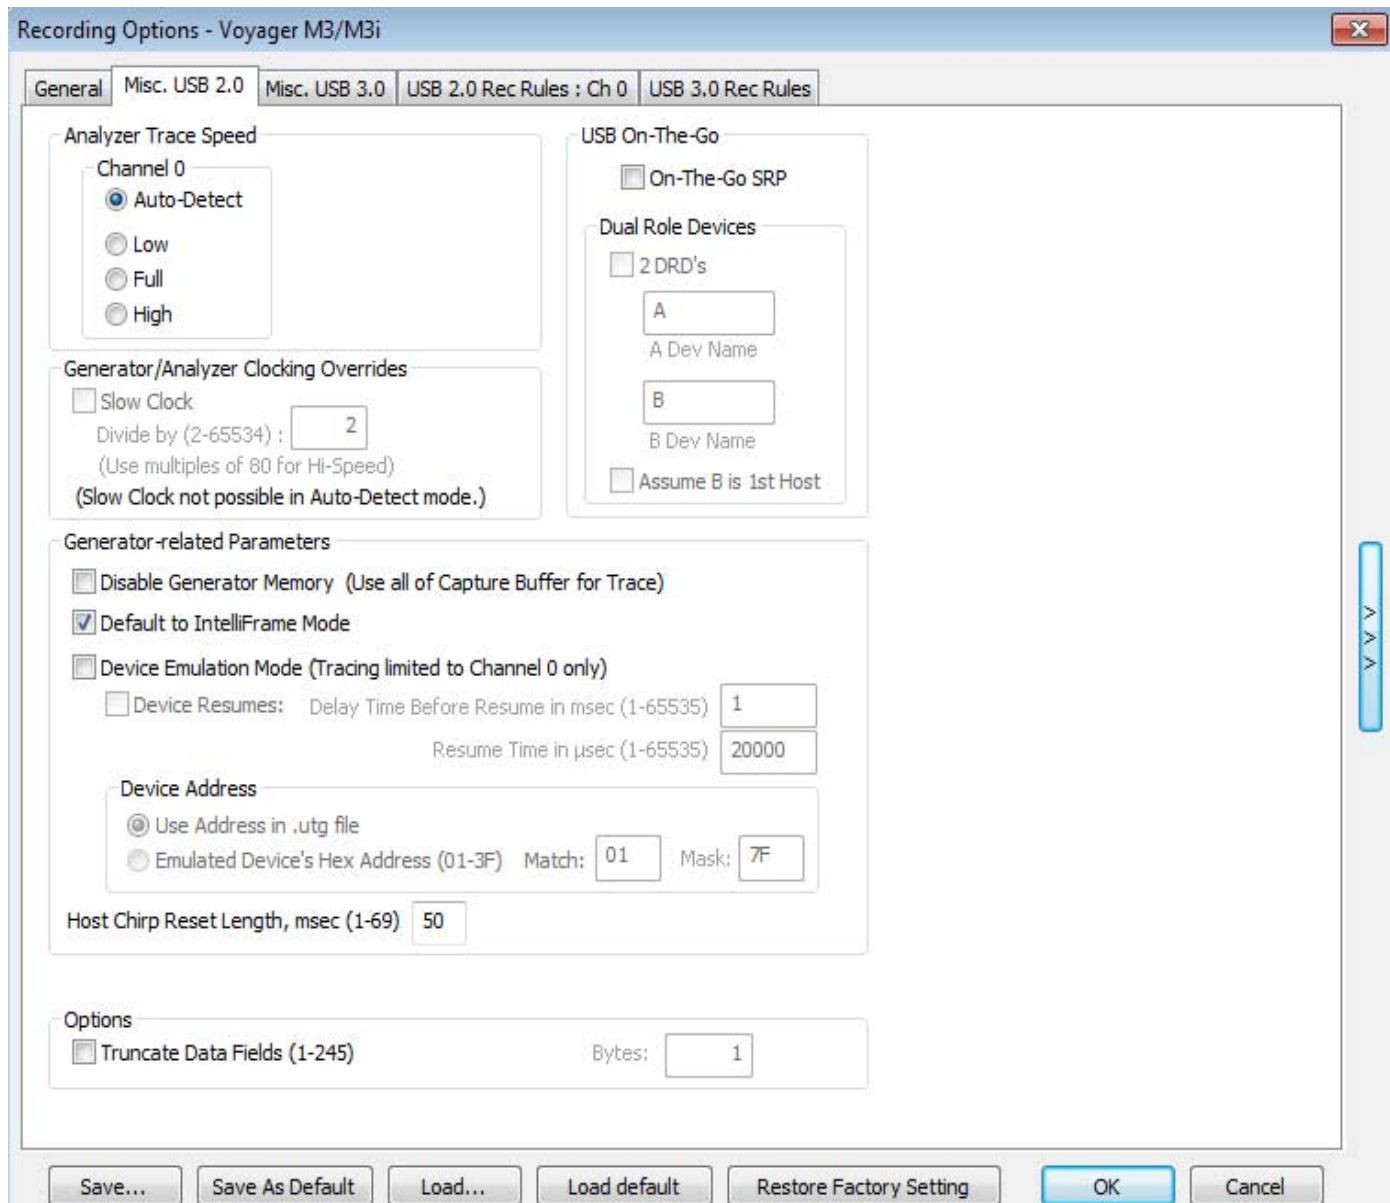 Recording Options - Voyager M3/M3i
General Misc. USB 2.0 Misc. USB 3.0 USB 2.0 Rec Rules : Ch 0 USB 3.0 Rec Rules
Analyzer Trace Speed
Channel 0
Auto-Detect
Low
Full
High
USB On-The-Go
On-The-Go SRP
Dual Role Devices
2 DRD's
A
A Dev Name
B
B Dev Name
Assume B is 1st Host
Generator/Analyzer Clocking Overrides
Slow Clock
Divide by (2-65534) : 2
(Use multiples of 80 for Hi-Speed)
(Slow Clock not possible in Auto-Detect mode.)
Generator-related Parameters
Disable Generator Memory (Use all of Capture Buffer for Trace)
Default to IntelliFrame Mode
Device Emulation Mode (Tracing limited to Channel 0 only)
Device Resumes: Delay Time Before Resume in msec (1-65535) 1
Resume Time in µsec (1-65535) 20000
Device Address
Use Address in .utg file
Emulated Device's Hex Address (01-3F) Match: 01 Mask: 7F
Host Chirp Reset Length, msec (1-69) 50
Options
Truncate Data Fields (1-245) Bytes: 1
>
>
>
Save... Save As Default Load... Load default Restore Factory Setting OK Cancel